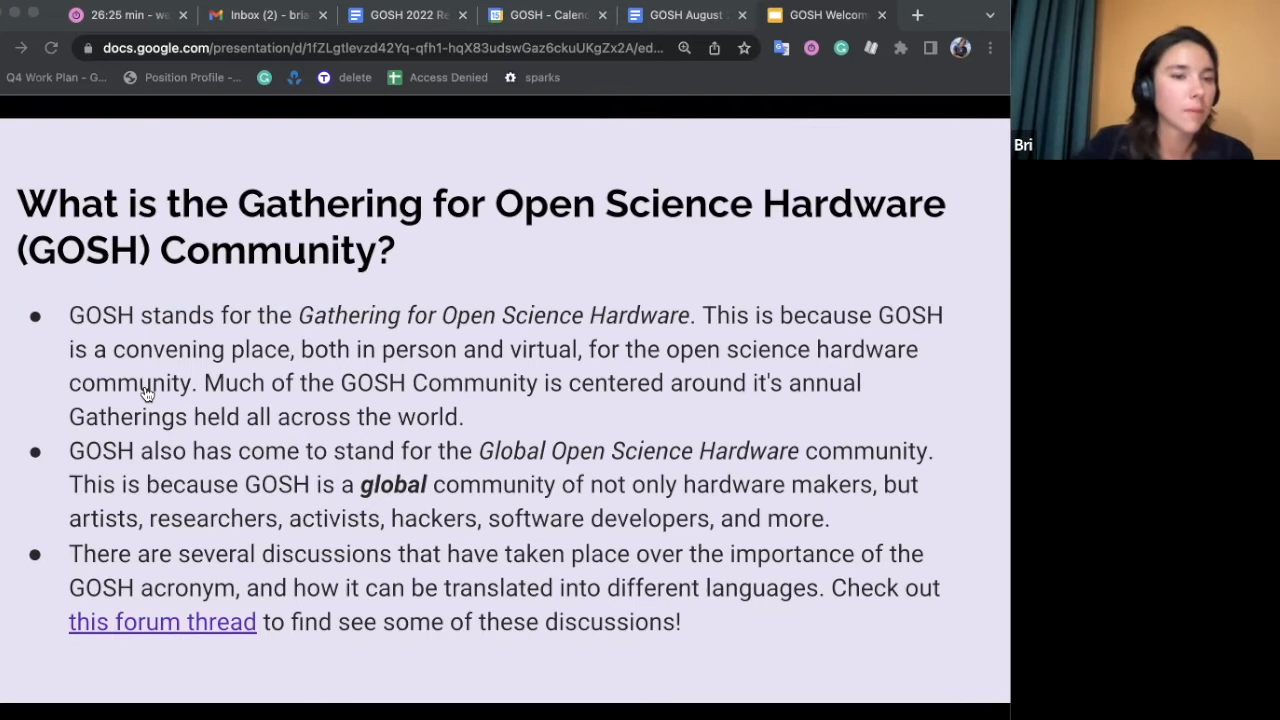 26:25 min - we
Inbox (2) - bria
GOSH 2022 Re
GOSH - Calend
GOSH August
GOSH Welcom
docs.google.com/presentation/d/1fZLgtlevzd42Yq-qfh1-hqX83udswGaz6ckuUKgZx2A/ed...
Q4 Work Plan - G...
Position Profile -...
delete
Access Denied
sparks
Bri
What is the Gathering for Open Science Hardware
(GOSH) Community?
● GOSH stands for the Gathering for Open Science Hardware. This is because GOSH
is a convening place, both in person and virtual, for the open science hardware
community. Much of the GOSH Community is centered around it's annual
Gatherings held all across the world.
● GOSH also has come to stand for the Global Open Science Hardware community.
This is because GOSH is a global community of not only hardware makers, but
artists, researchers, activists, hackers, software developers, and more.
● There are several discussions that have taken place over the importance of the
GOSH acronym, and how it can be translated into different languages. Check out
this forum thread to find see some of these discussions!